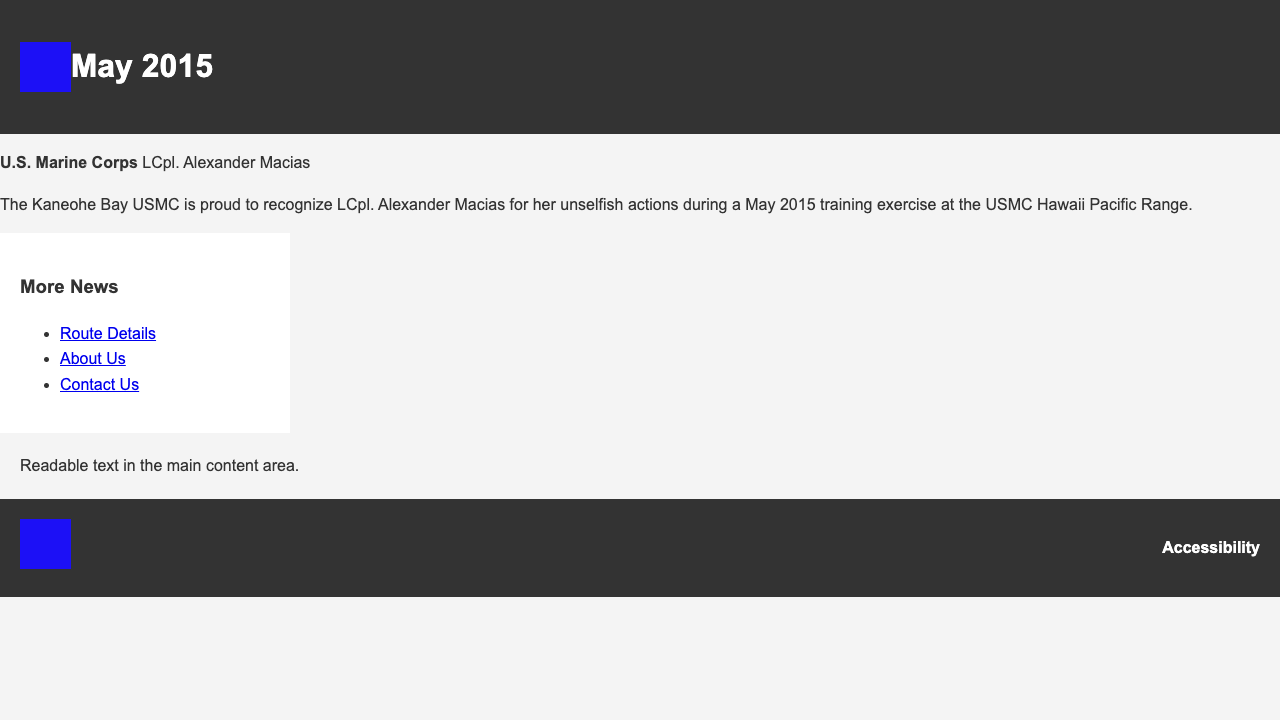 May 2015
U.S. Marine Corps LCpl. Alexander Macias
The Kaneohe Bay USMC is proud to recognize LCpl. Alexander Macias for her unselfish actions during a May 2015 training exercise at the USMC Hawaii Pacific Range.
More News
Route Details
About Us
Contact Us
Readable text in the main content area.
Accessibility